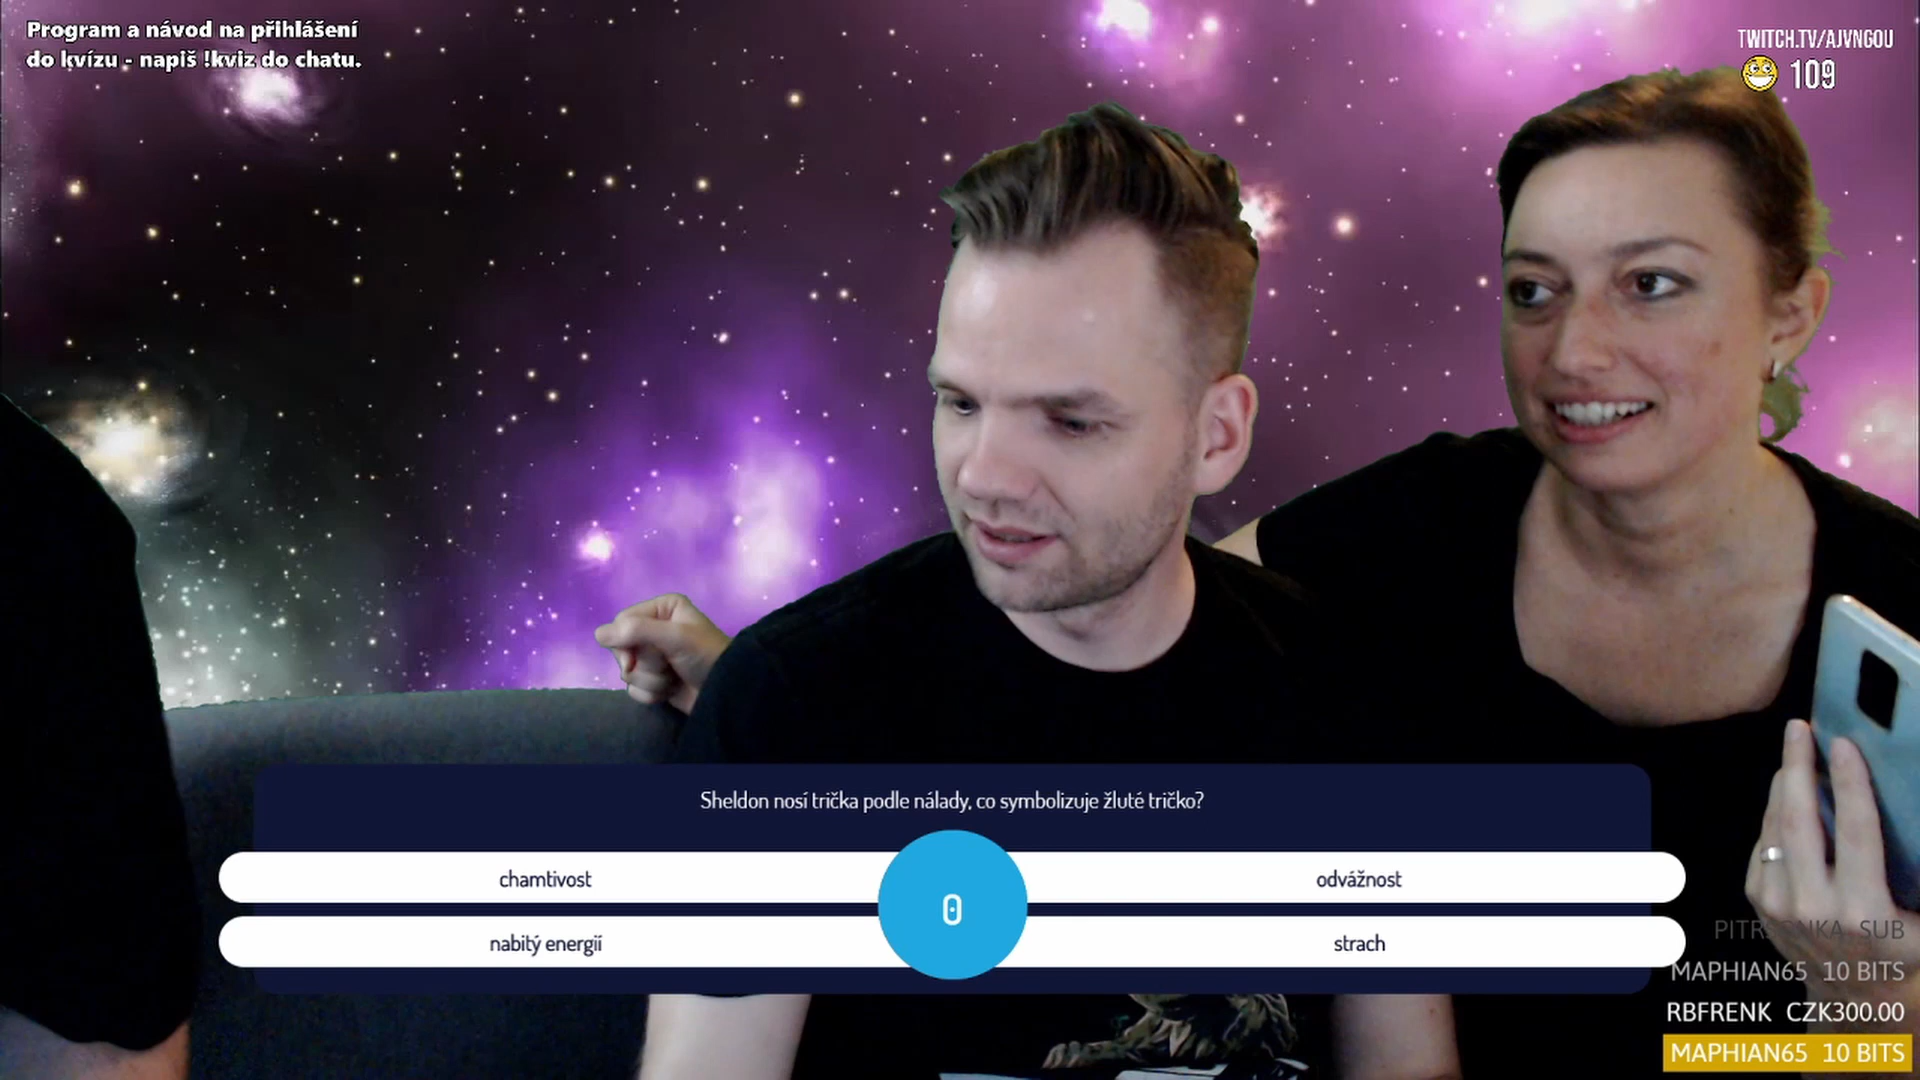 Program a návod na přihlášení
do kvízu - napiš !kviz do chatu.
TWITCH.TV/AJVNGOU
109
Sheldon nosí trička podle nálady, co symbolizuje žluté tričko?
chamtivost
odvážnost
0
nabitý energií
strach
SUB
MAPHIAN65 10 BITS
RBFRENK CZK300.00
MAPHIAN65 10 BITS